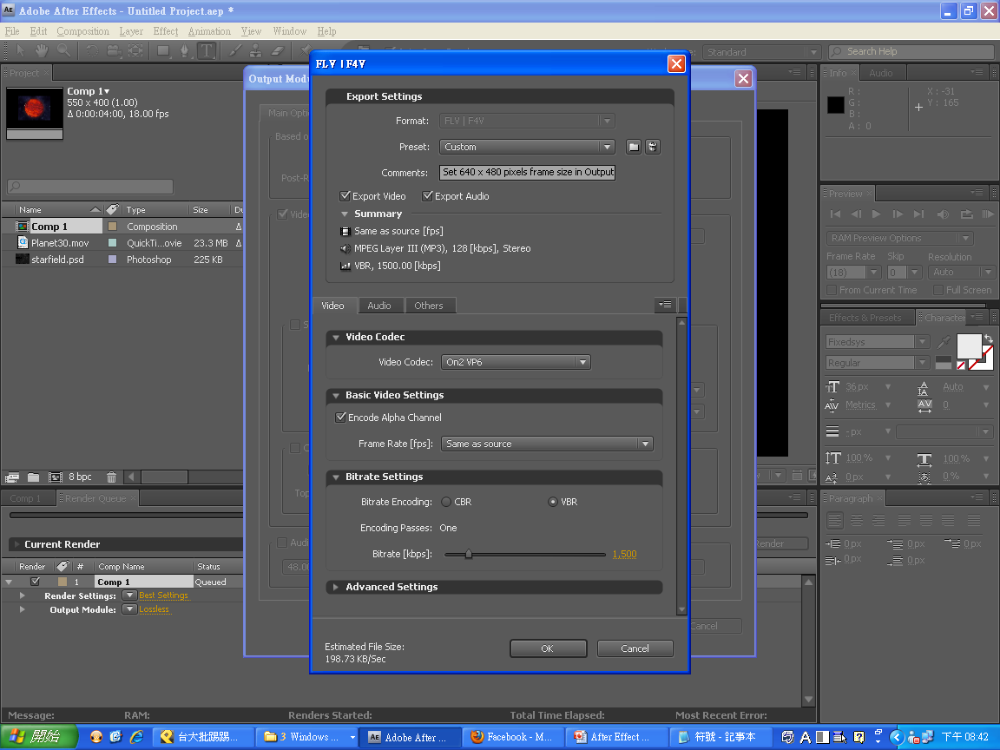 Adobe After Effects - Untitled Project.aep *
File Edit Composition Layer Effect Animation View Window Help
Standard
Search Help
FLV | F4V
Project
Comp 1▾
550 x 400 (1.00)
Δ 0:00:04:00, 18.00 fps
Name Type Size
Comp 1 Composition
Planet30.mov QuickTi...ovie 23.3 MB
starfield.psd Photoshop 225 KB
8 bpc
Export Settings
Format: FLV | F4V
Preset: Custom
Comments: Set 640 x 480 pixels frame size in Output
Export Video Export Audio
Summary
Same as source [fps]
MPEG Layer III (MP3), 128 [kbps], Stereo
VBR, 1500.00 [kbps]
Video Audio Others
Video Codec
Video Codec: On2 VP6
Basic Video Settings
Encode Alpha Channel
Frame Rate [fps]: Same as source
Bitrate Settings
Bitrate Encoding: CBR VBR
Encoding Passes: One
Bitrate [kbps]: 1,500
Advanced Settings
Estimated File Size:
198.73 KB/Sec
OK Cancel
Info Audio
R : X : -31
G : Y : 165
B :
A : 0
Preview
RAM Preview Options
Frame Rate Skip Resolution
(18) 0 Auto
From Current Time Full Screen
Effects & Presets Character
Fixedsys
Regular
36 px Auto
Metrics 0
- px
100 % 100 %
0 px 0 %
Paragraph
0 px 0 px 0 px
0 px 0 px
Comp 1 Render Queue
Current Render
Render # Comp Name Status
1 Comp 1 Queued
Render Settings: Best Settings
Output Module: Lossless
Cancel
Message: RAM: Renders Started: Total Time Elapsed: Most Recent Error:
開始
台大批踢踢...
3 Windows ...
Adobe After ...
Facebook - M...
After Effect ...
符號 - 記事本
下午 08:42